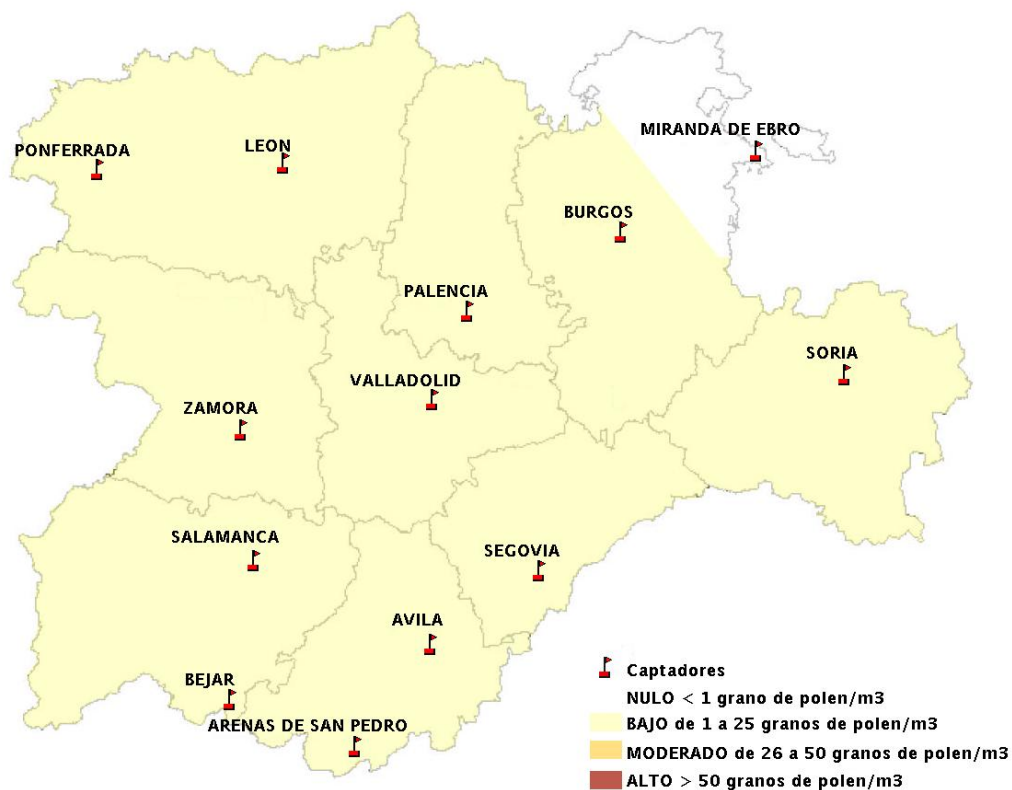 MIRANDA DE EBRO
PONFERRADA
LEON
BURGOS
PALENCIA
SORIA
VALLADOLID
ZAMORA
SALAMANCA
SEGOVIA
AVILA
BEJAR
ARENAS DE SAN PEDRO
Captadores
NULO < 1 grano de polen/m3
BAJO de 1 a 25 granos de polen/m3
MODERADO de 26 a 50 granos de polen/m3
ALTO > 50 granos de polen/m3